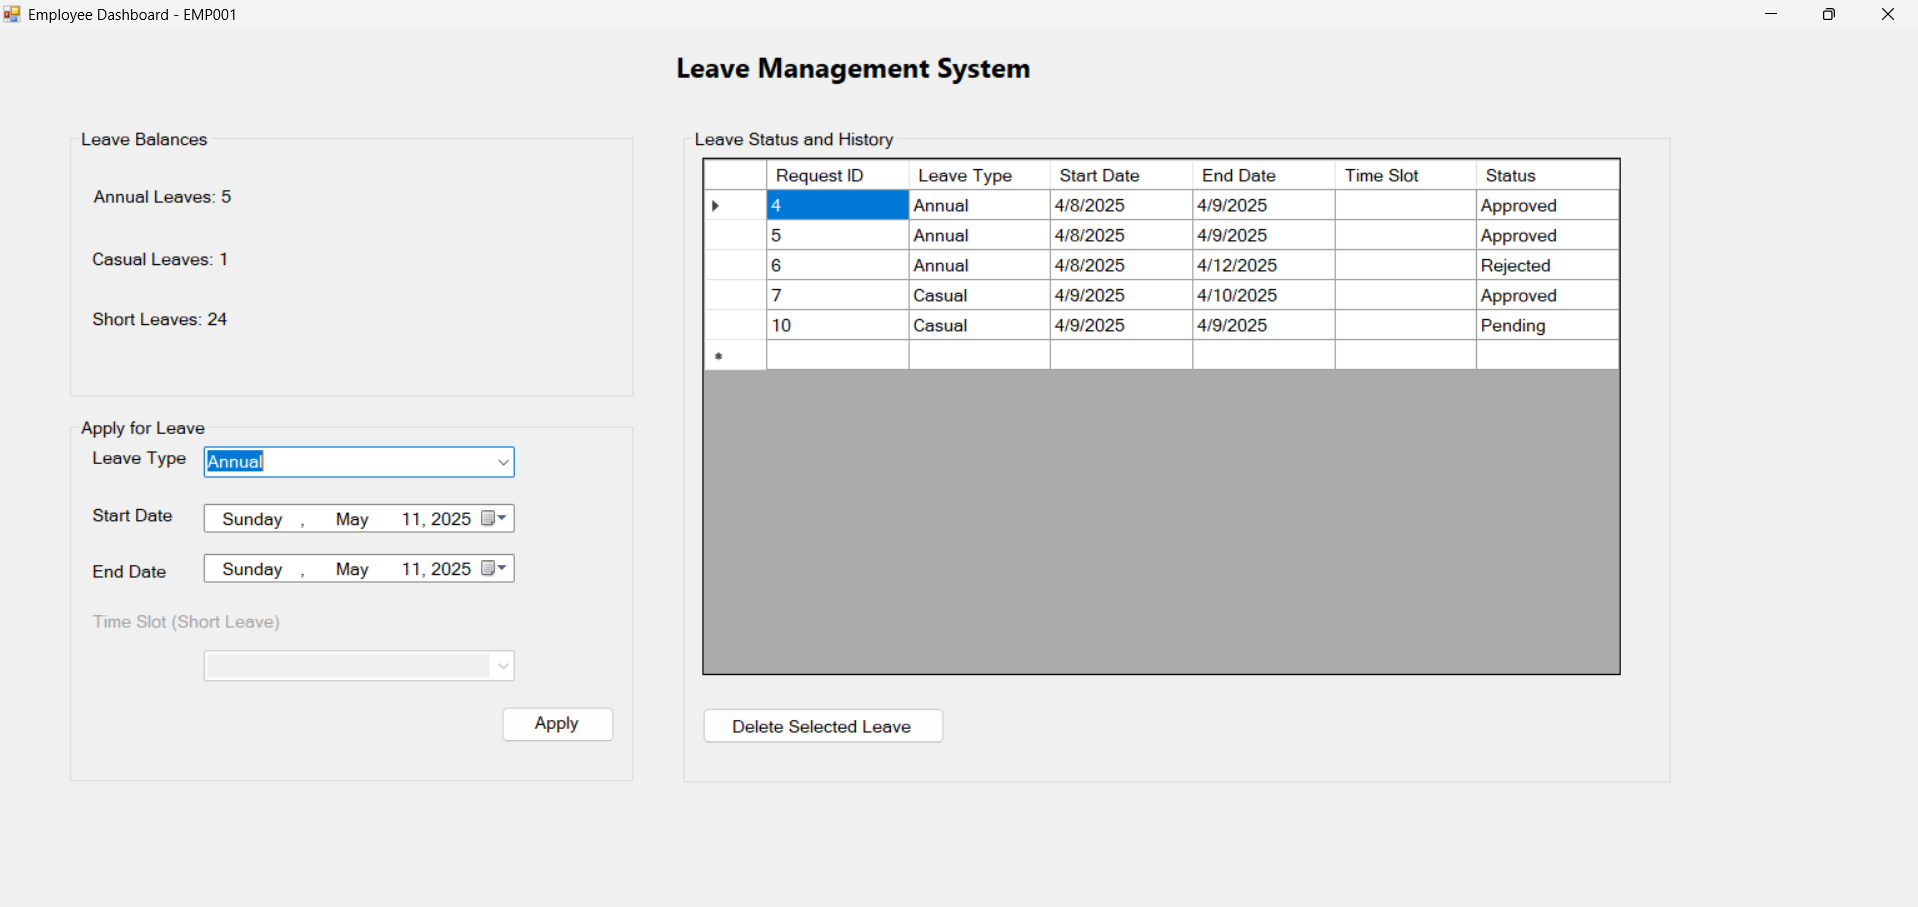 Employee Dashboard - EMP001
Leave Management System
Leave Balances
Annual Leaves: 5
Casual Leaves: 1
Short Leaves: 24
Apply for Leave
Leave Type Annual
Start Date Sunday , May 11, 2025
End Date Sunday , May 11, 2025
Time Slot (Short Leave)
Apply
Leave Status and History
Request ID Leave Type Start Date End Date Time Slot Status
4 Annual 4/8/2025 4/9/2025 Approved
5 Annual 4/8/2025 4/9/2025 Approved
6 Annual 4/8/2025 4/12/2025 Rejected
7 Casual 4/9/2025 4/10/2025 Approved
10 Casual 4/9/2025 4/9/2025 Pending
Delete Selected Leave